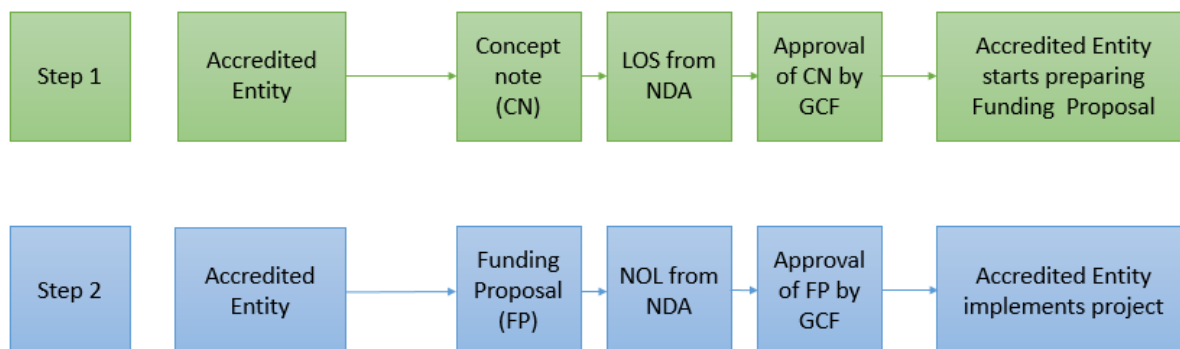 Step 1
Accredited
Entity
Concept
note
(CN)
LOS from
NDA
Approval
of CN by
GCF
Accredited Entity
starts preparing
Funding Proposal
Step 2
Accredited
Entity
Funding
Proposal
(FP)
NOL from
NDA
Approval
of FP by
GCF
Accredited Entity
implements project